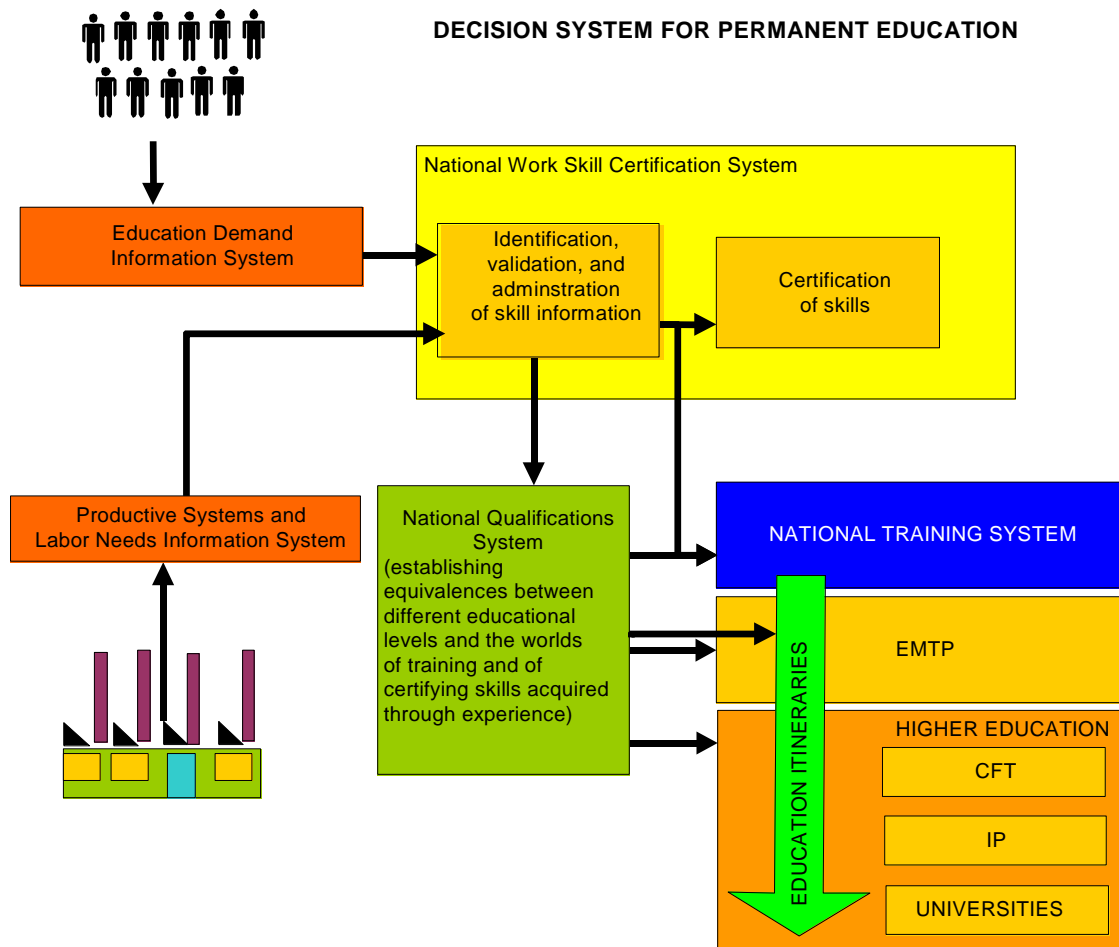 DECISION SYSTEM FOR PERMANENT EDUCATION
National Work Skill Certification System
Education Demand
Information System
Identification,
validation, and
adminstration
of skill information
Certification
of skills
Productive Systems and
Labor Needs Information System
National Qualifications
System
(establishing
equivalences between
different educational
levels and the worlds
of training and of
certifying skills acquired
through experience)
NATIONAL TRAINING SYSTEM
EMTP
EDUCATION ITINERARIES
HIGHER EDUCATION
CFT
IP
UNIVERSITIES